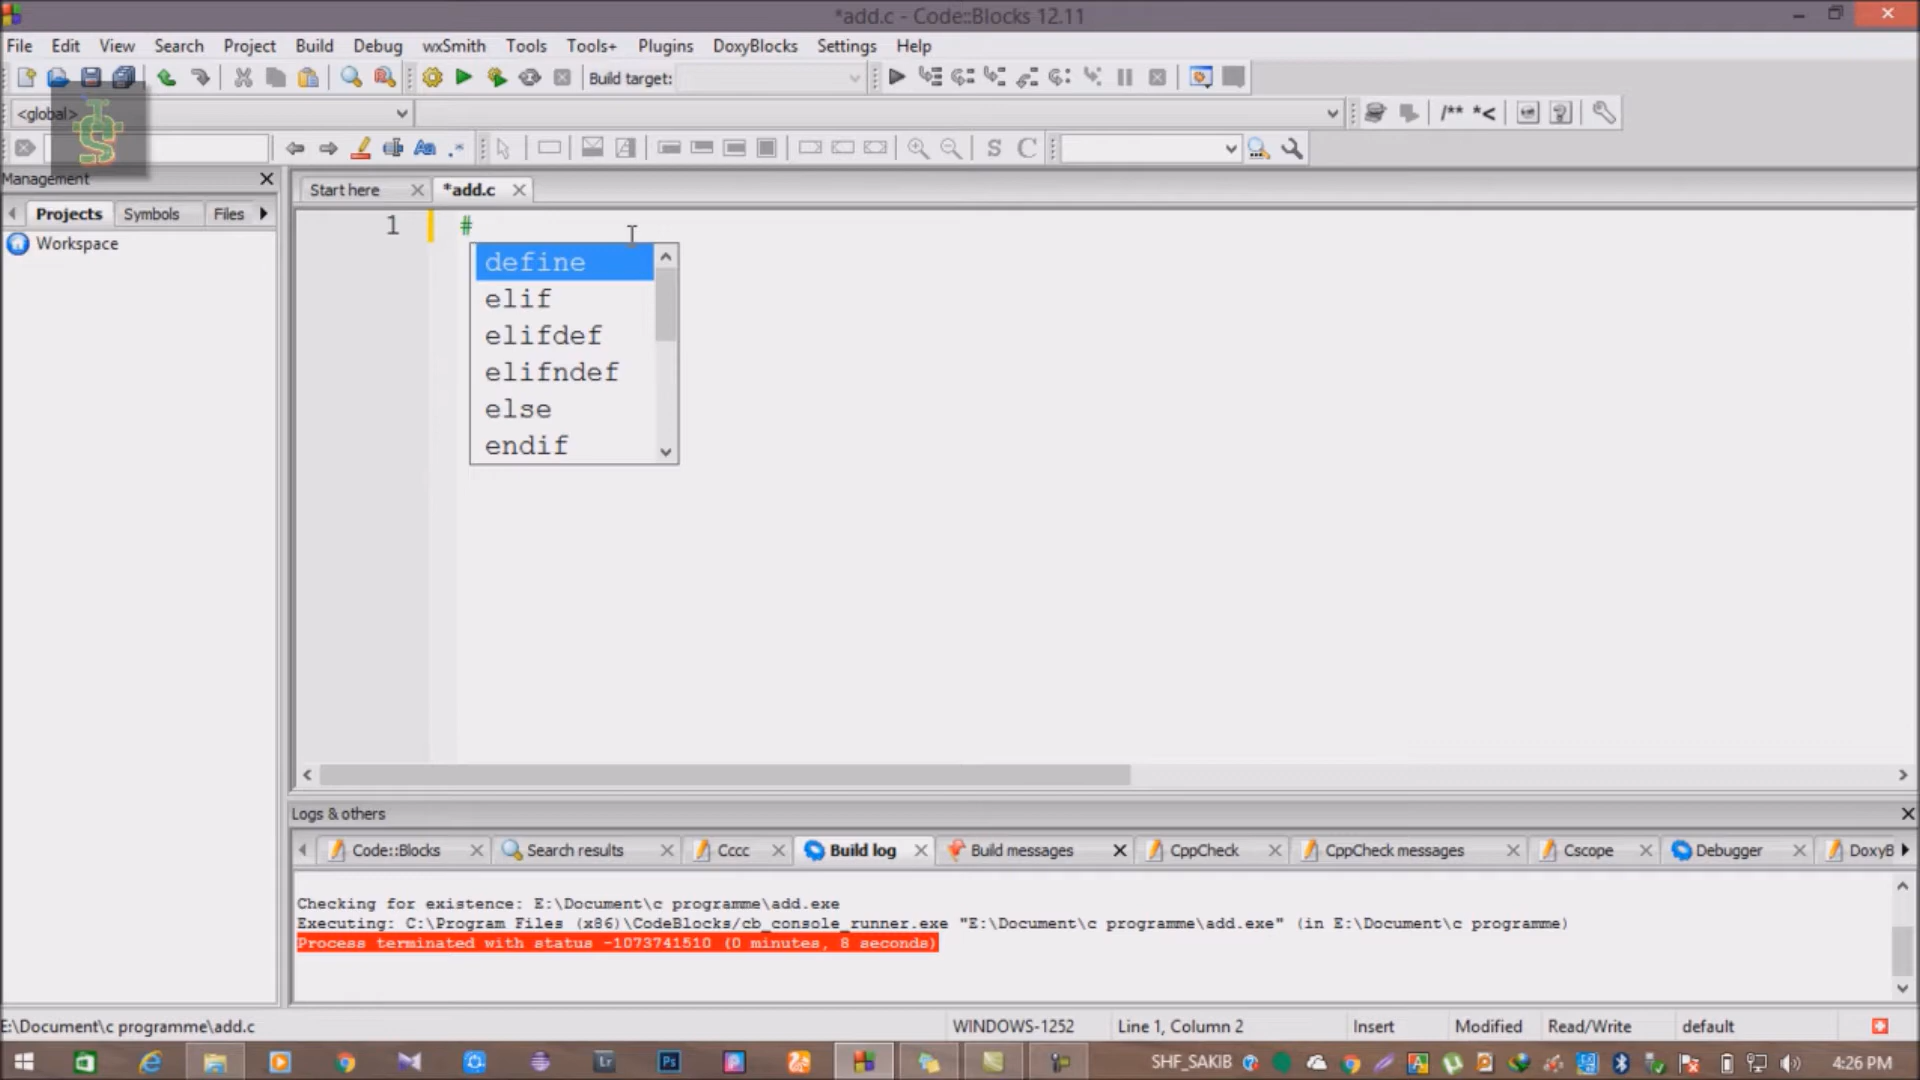 *add.c - Code::Blocks 12.11
File Edit View Search Project Build Debug wxSmith Tools Tools+ Plugins DoxyBlocks Settings Help
Build target:
<global>
/** *<
S C
Management
Start here *add.c
Projects Symbols Files
Workspace
1 #
define
elif
elifdef
elifndef
else
endif
Logs & others
Code::Blocks Search results Cccc Build log Build messages CppCheck CppCheck messages Cscope Debugger DoxyB
Checking for existence: E:\Document\c programme\add.exe
Executing: C:\Program Files (x86)\CodeBlocks/cb_console_runner.exe "E:\Document\c programme\add.exe" (in E:\Document\c programme)
Process terminated with status -1073741510 (0 minutes, 8 seconds)
E:\Document\c programme\add.c WINDOWS-1252 Line 1, Column 2 Insert Modified Read/Write default
Lr Ps SHF_SAKIB 4:26 PM